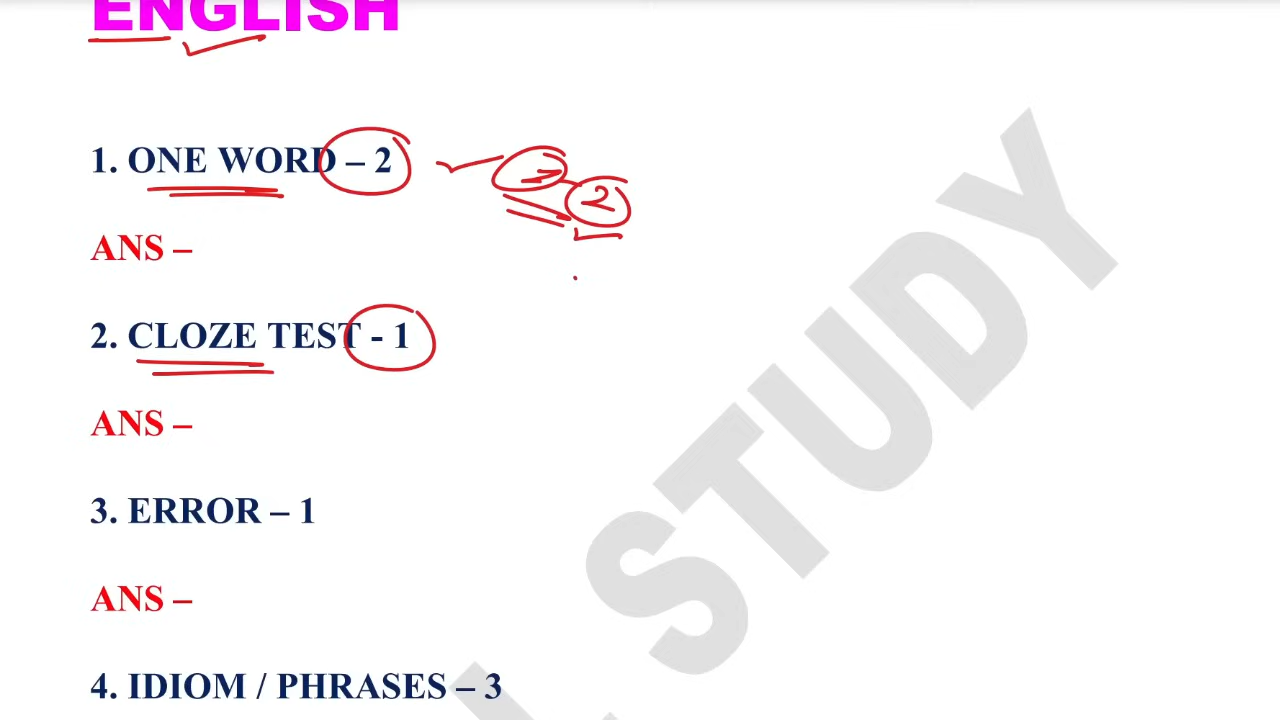 ENGLISH
1. ONE WORD – 2
2
ANS –
2. CLOZE TEST - 1
ANS –
3. ERROR – 1
ANS –
4. IDIOM / PHRASES – 3
STUDY